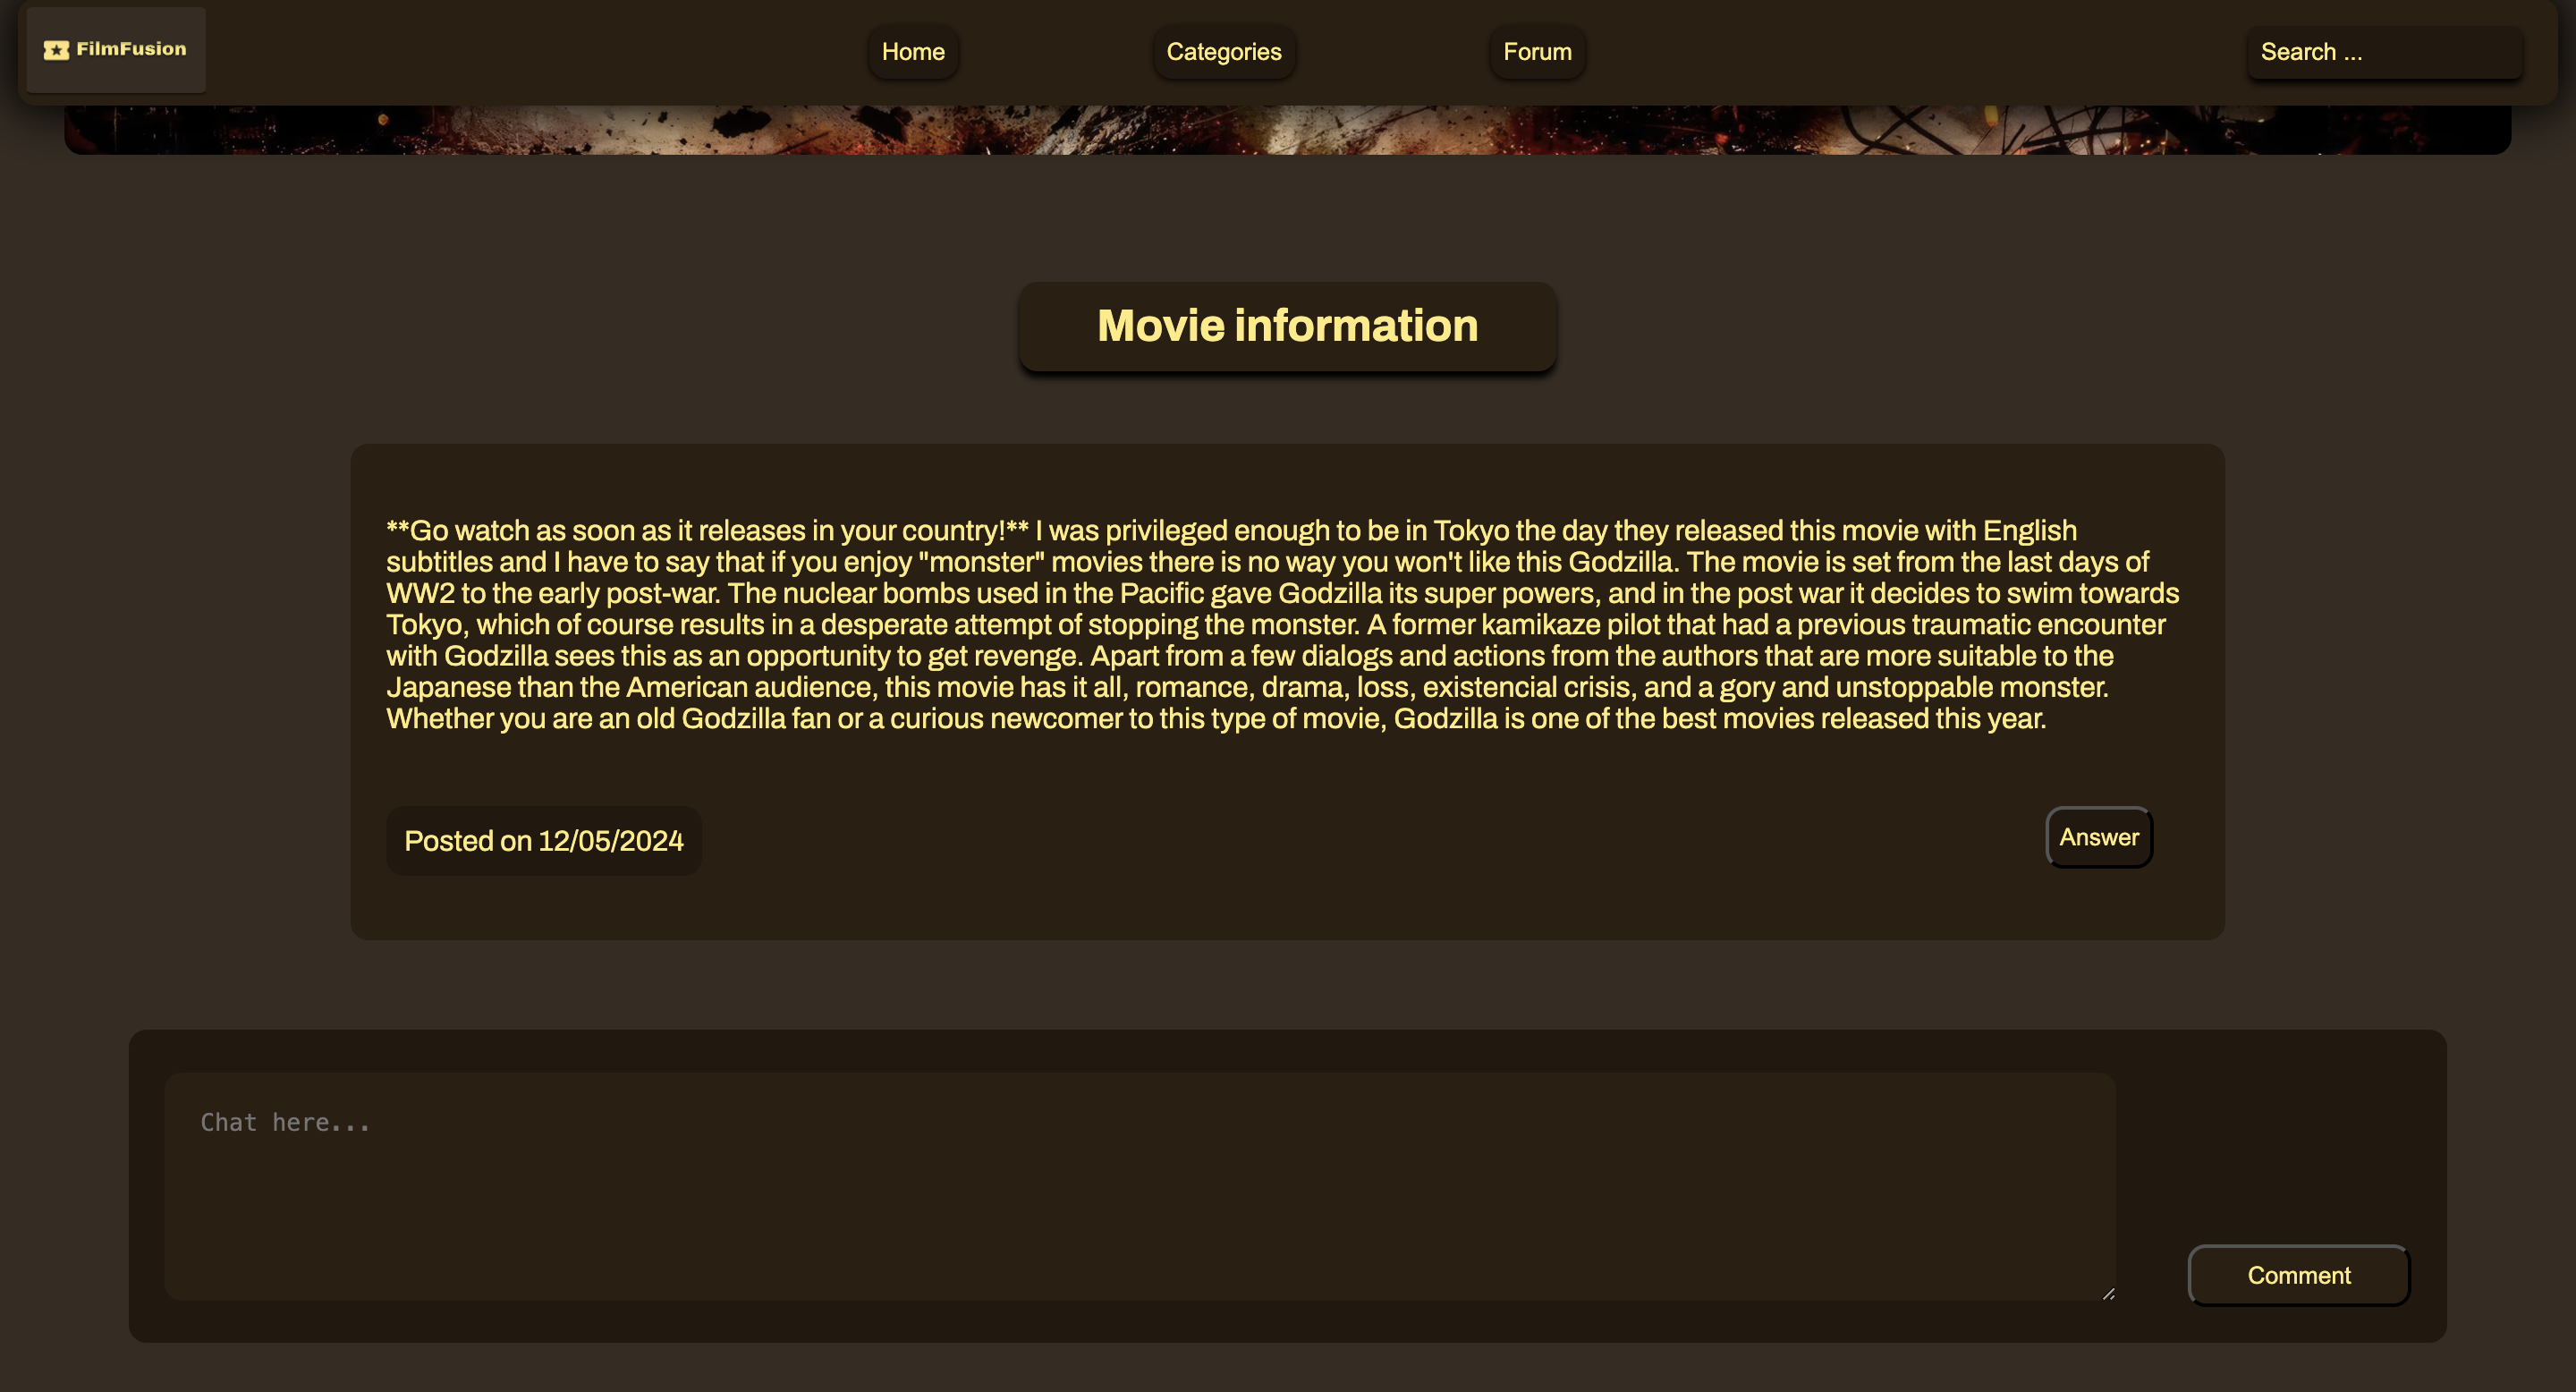 FilmFusion
Home
Categories
Forum
Search ...
Movie information
**Go watch as soon as it releases in your country!** I was privileged enough to be in Tokyo the day they released this movie with English
subtitles and I have to say that if you enjoy "monster" movies there is no way you won't like this Godzilla. The movie is set from the last days of
WW2 to the early post-war. The nuclear bombs used in the Pacific gave Godzilla its super powers, and in the post war it decides to swim towards
Tokyo, which of course results in a desperate attempt of stopping the monster. A former kamikaze pilot that had a previous traumatic encounter
with Godzilla sees this as an opportunity to get revenge. Apart from a few dialogs and actions from the authors that are more suitable to the
Japanese than the American audience, this movie has it all, romance, drama, loss, existencial crisis, and a gory and unstoppable monster.
Whether you are an old Godzilla fan or a curious newcomer to this type of movie, Godzilla is one of the best movies released this year.
Posted on 12/05/2024
Answer
Chat here...
Comment